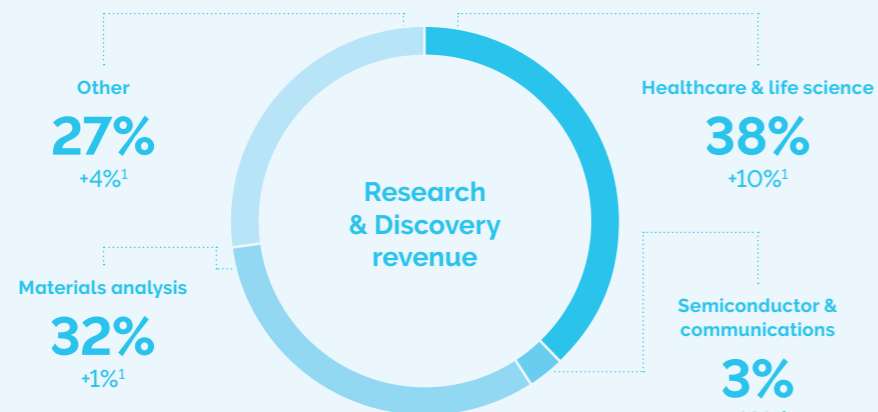 Other
27%
+4%¹
Healthcare & life science
38%
+10%¹
Research
& Discovery
revenue
Materials analysis
32%
+1%¹
Semiconductor &
communications
3%